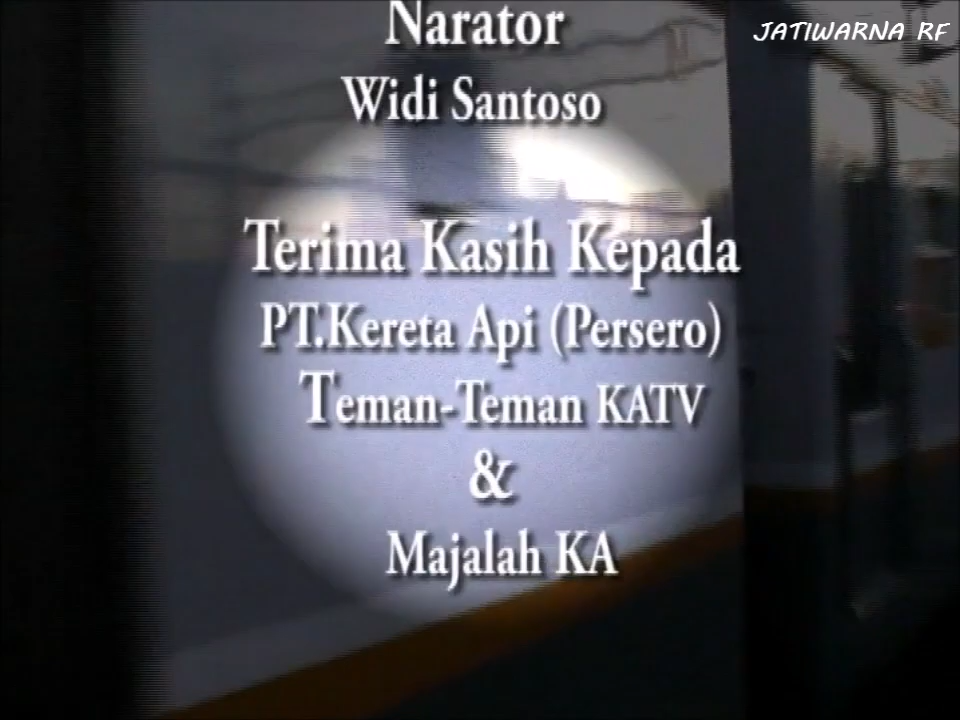 JATIWARNA RF
Narator
Widi Santoso
Terima Kasih Kepada
PT.Kereta Api (Persero)
Teman-Teman KATV
&
Majalah KA